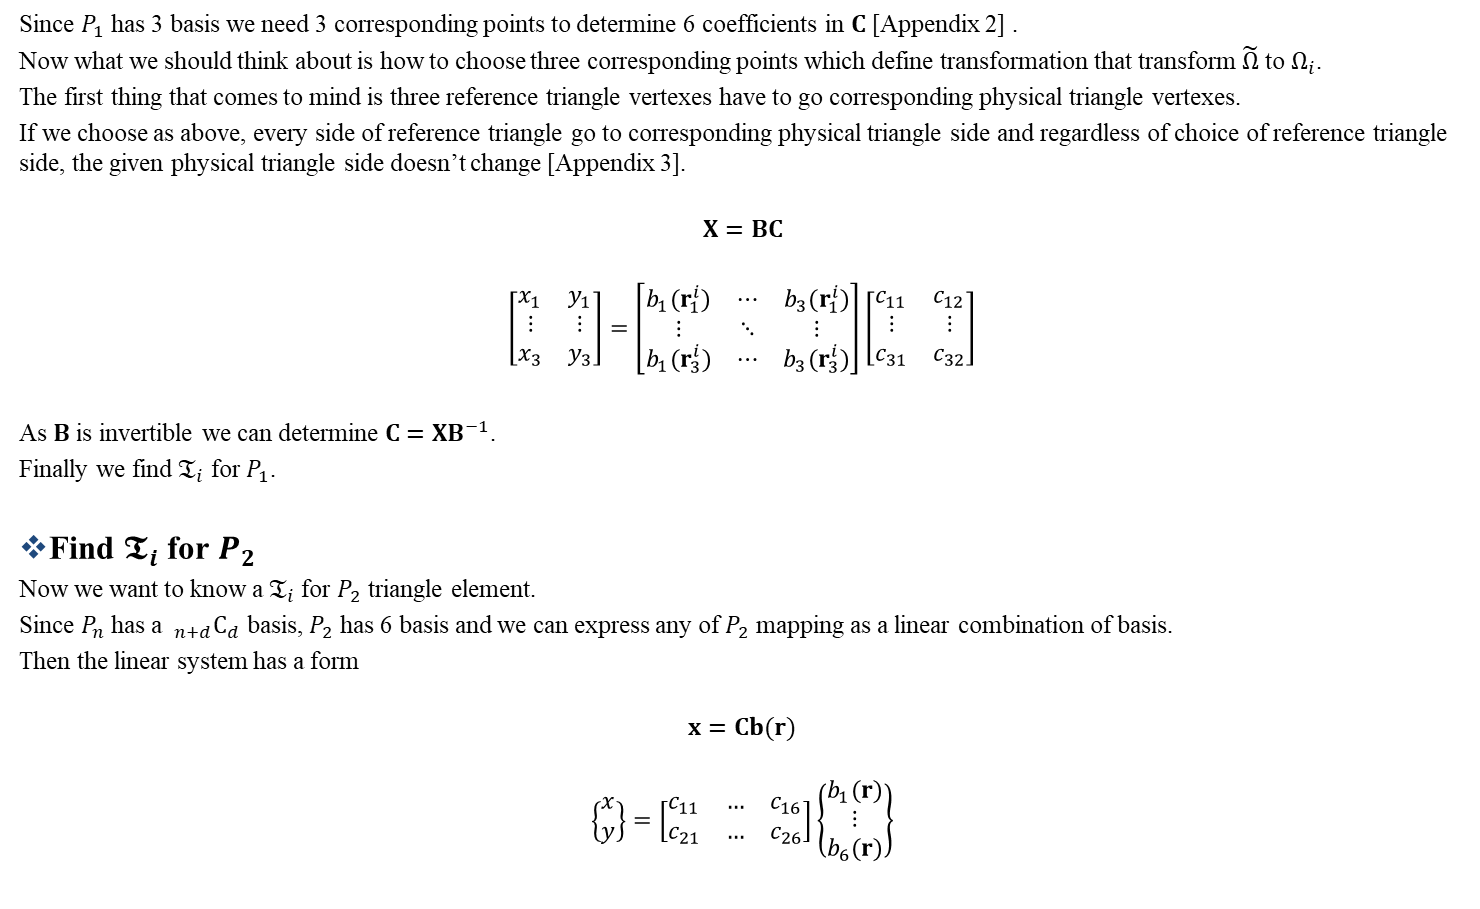 Since P₁ has 3 basis we need 3 corresponding points to determine 6 coefficients in C [Appendix 2] .
Now what we should think about is how to choose three corresponding points which define transformation that transform Ω̃ to Ωᵢ.
The first thing that comes to mind is three reference triangle vertexes have to go corresponding physical triangle vertexes.
If we choose as above, every side of reference triangle go to corresponding physical triangle side and regardless of choice of reference triangle
side, the given physical triangle side doesn’t change [Appendix 3].
X = BC
[x₁ y₁ ⋮ ⋮ x₃ y₃] = [b₁(r₁ⁱ) ⋯ b₃(r₁ⁱ) ⋮ ⋱ ⋮ b₁(r₃ⁱ) ⋯ b₃(r₃ⁱ)] [c₁₁ c₁₂ ⋮ ⋮ c₃₁ c₃₂]
As B is invertible we can determine C = XB⁻¹.
Finally we find 𝕿ᵢ for P₁.
❖Find 𝕿ᵢ for P₂
Now we want to know a 𝕿ᵢ for P₂ triangle element.
Since Pₙ has a ₙ₊dCd basis, P₂ has 6 basis and we can express any of P₂ mapping as a linear combination of basis.
Then the linear system has a form
x = Cb(r)
{x y} = [c₁₁ … c₁₆ c₂₁ … c₂₆] {b₁(r) ⋮ b₆(r)}